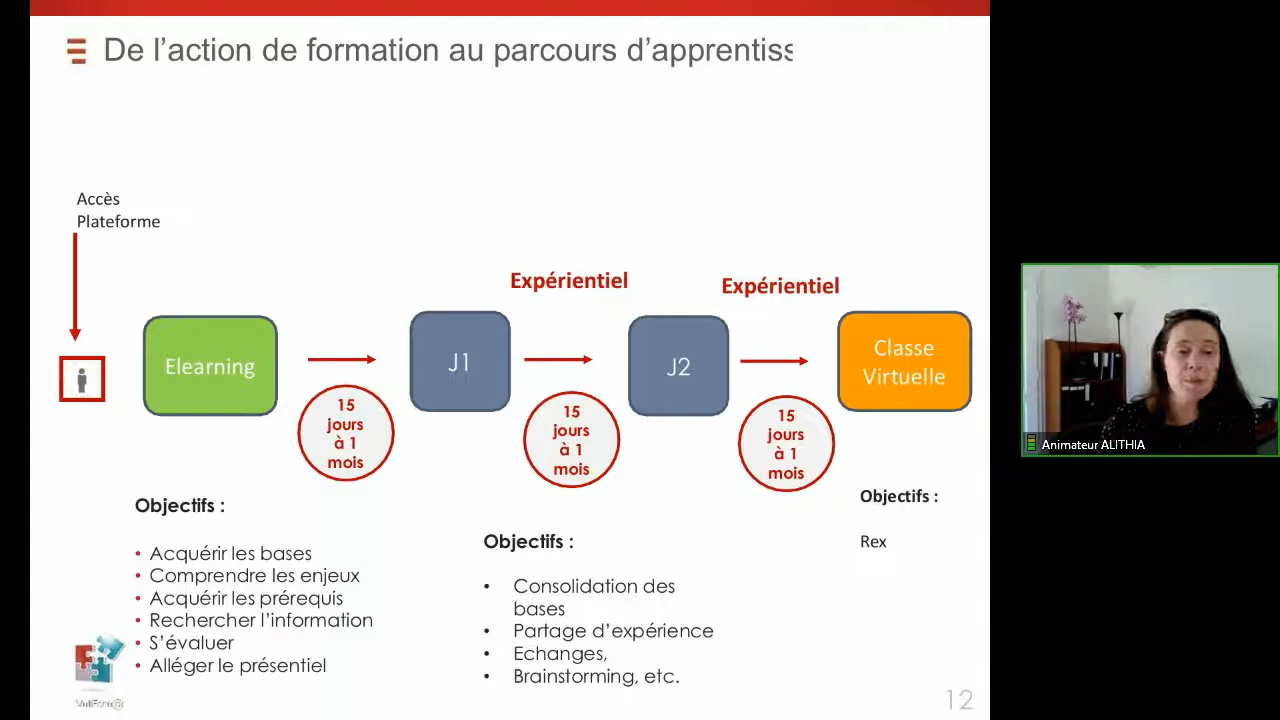 De l’action de formation au parcours d’apprentiss
Accès
Plateforme
Expérientiel
Expérientiel
Elearning
J1
J2
Classe
Virtuelle
15
jours
à 1
mois
15
jours
à 1
mois
15
jours
à 1
mois
Animateur ALITHIA
Objectifs :
• Acquérir les bases
• Comprendre les enjeux
• Acquérir les prérequis
• Rechercher l’information
• S’évaluer
• Alléger le présentiel
Objectifs :
• Consolidation des
bases
• Partage d’expérience
• Echanges,
• Brainstorming, etc.
Objectifs :
Rex
12